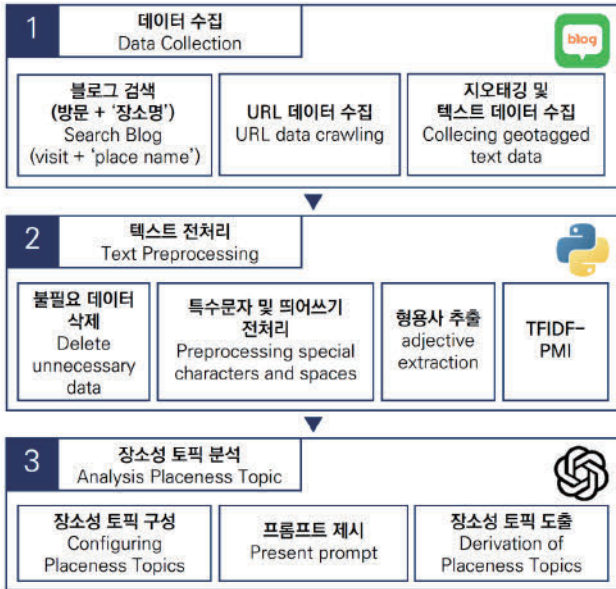 1
데이터 수집
Data Collection
blog
블로그 검색
(방문 + ‘장소명’)
Search Blog
(visit + ‘place name’)
URL 데이터 수집
URL data crawling
지오태깅 및
텍스트 데이터 수집
Collecing geotagged
text data
2
텍스트 전처리
Text Preprocessing
불필요 데이터
삭제
Delete
unnecessary
data
특수문자 및 띄어쓰기
전처리
Preprocessing special
characters and spaces
형용사 추출
adjective
extraction
TFIDF-
PMI
3
장소성 토픽 분석
Analysis Placeness Topic
장소성 토픽 구성
Configuring
Placeness Topics
프롬프트 제시
Present prompt
장소성 토픽 도출
Derivation of
Placeness Topics